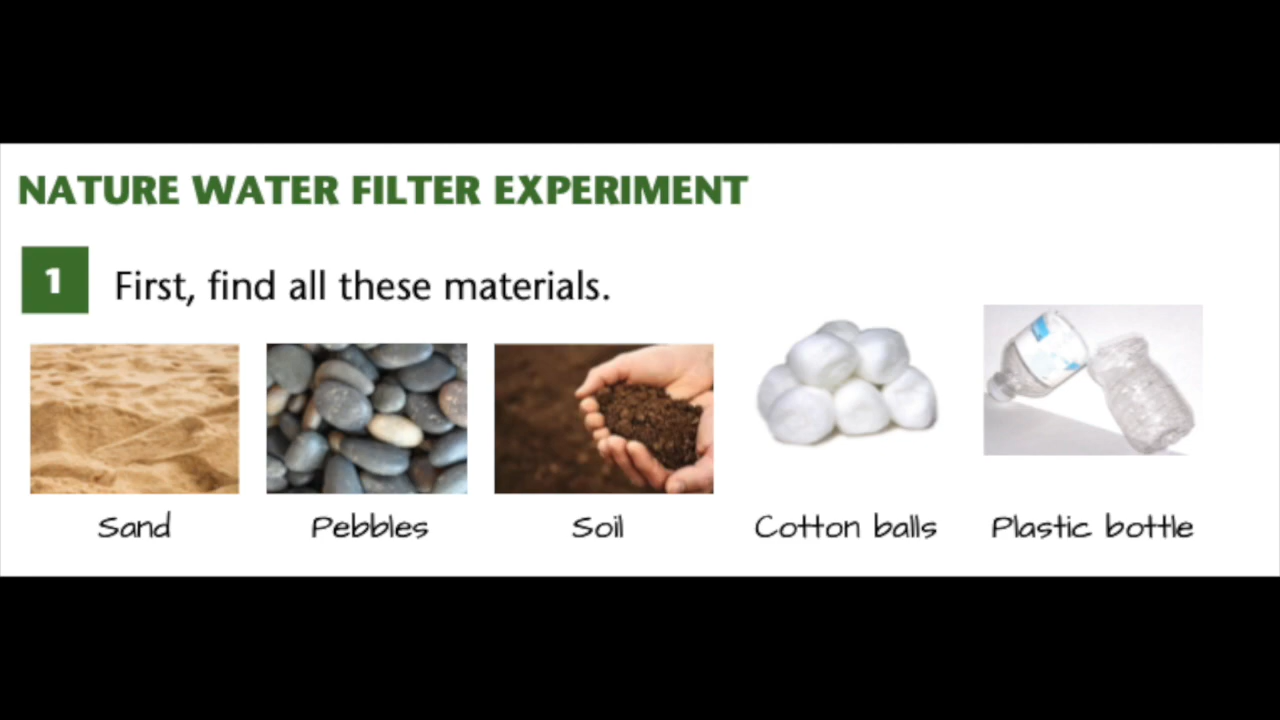 NATURE WATER FILTER EXPERIMENT
1 First, find all these materials.
Sand Pebbles Soil Cotton balls Plastic bottle